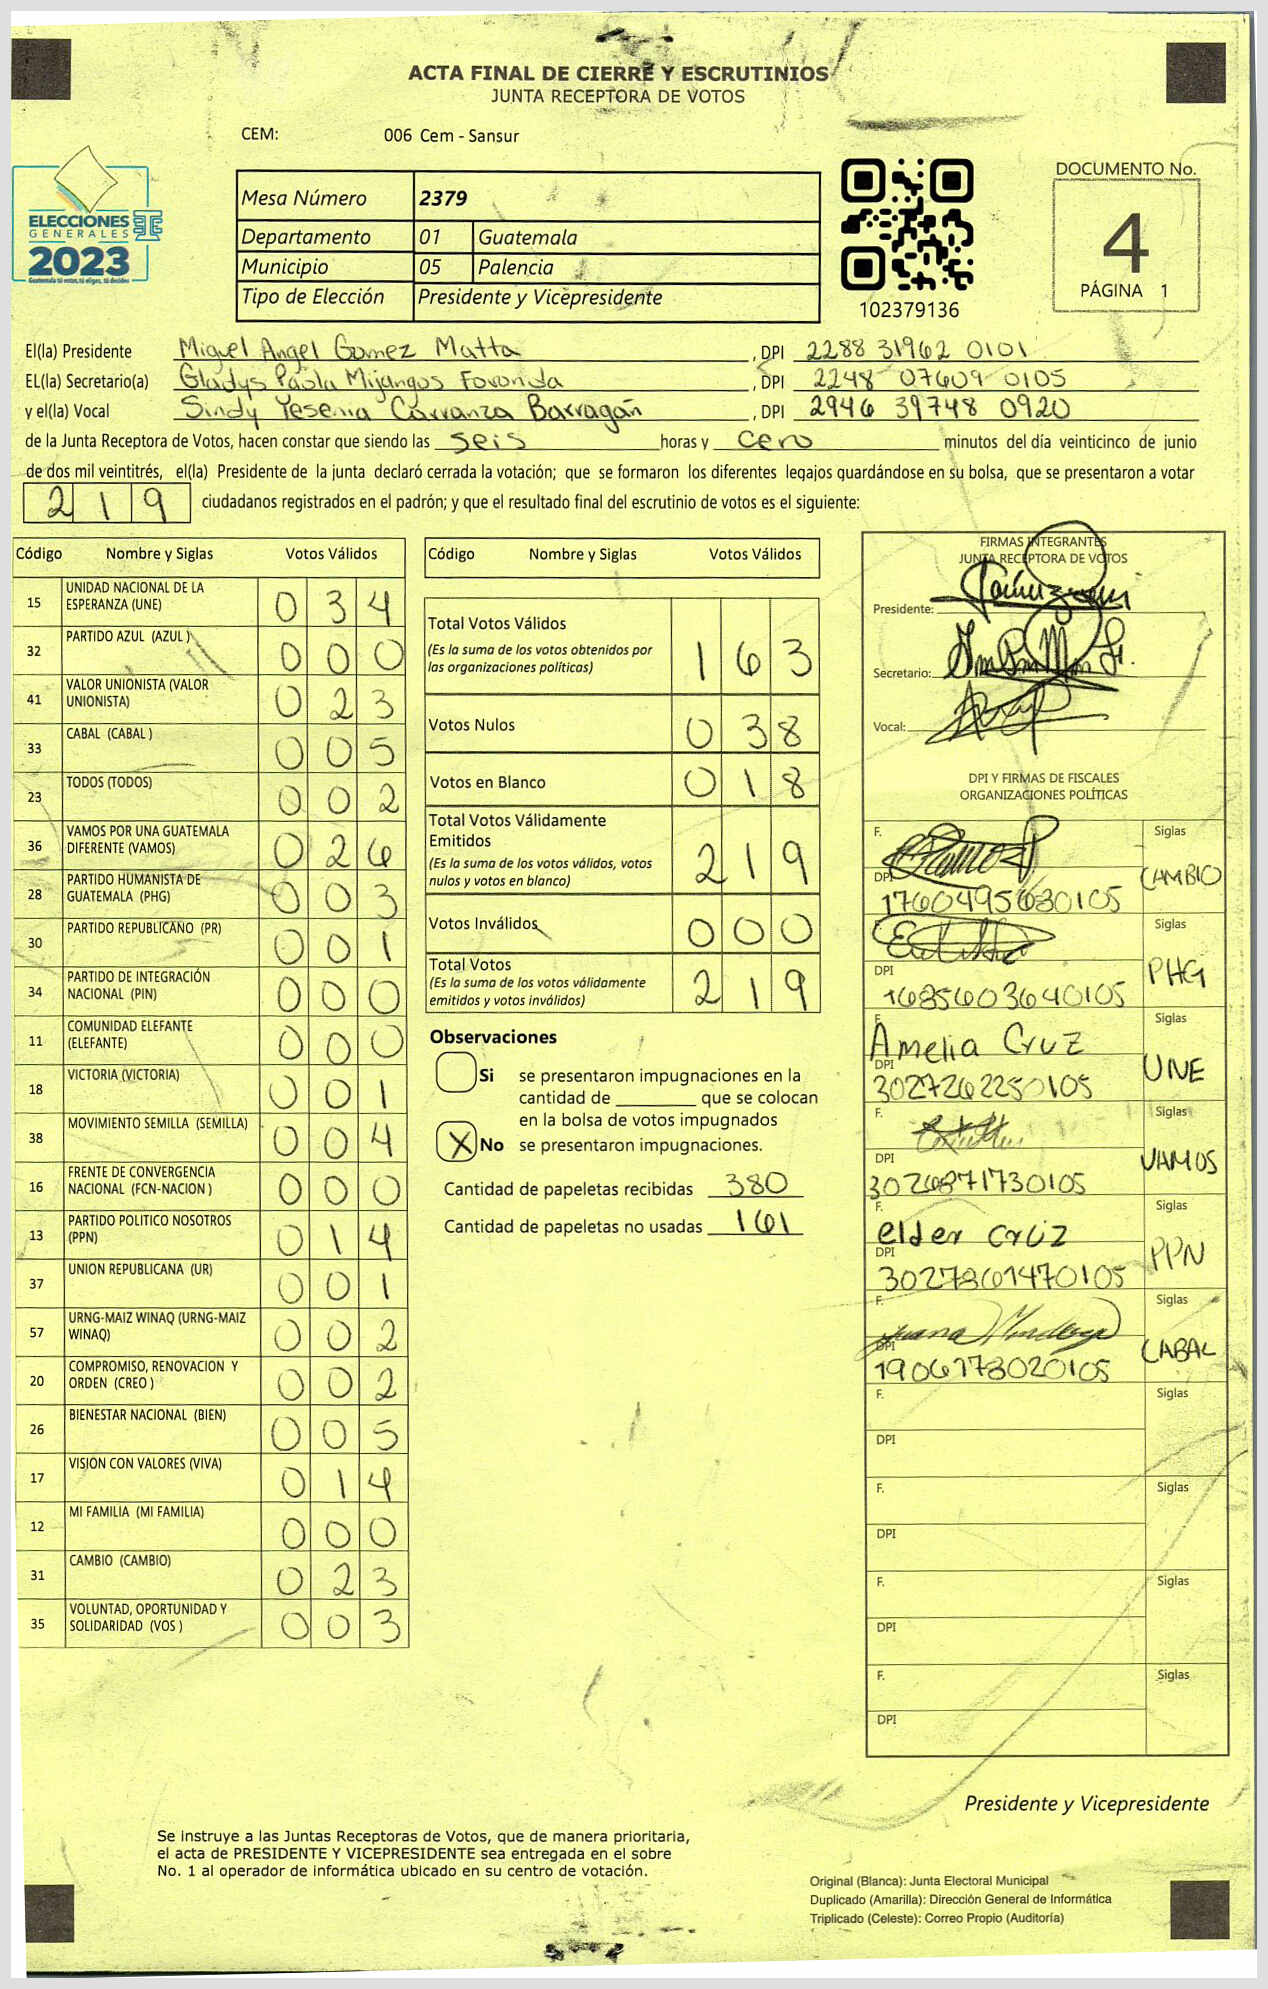 ACTA FINAL DE CIERRE Y ESCRUTINIOS
JUNTA RECEPTORA DE VOTOS
CEM: 006 Cem - Sansur
ELECCIONES
GENERALES
2023
Guatemala tú votas, tú eliges, tú decides
Mesa Número 2379
Departamento 01 Guatemala
Municipio 05 Palencia
Tipo de Elección Presidente y Vicepresidente
102379136
DOCUMENTO No.
4
PÁGINA 1
El(la) Presidente Miguel Angel Gomez Matta , DPI 2288 31962 0101
EL(la) Secretario(a) Gladys Paola Mijangos Foronda , DPI 2248 07609 0105
y el(la) Vocal Sindy Yesenia Carranza Barragán , DPI 2946 39748 0920
de la Junta Receptora de Votos, hacen constar que siendo las seis horas y cero minutos del día veinticinco de junio
de dos mil veintitrés, el(la) Presidente de la junta declaró cerrada la votación; que se formaron los diferentes legajos guardándose en su bolsa, que se presentaron a votar
219 ciudadanos registrados en el padrón; y que el resultado final del escrutinio de votos es el siguiente:
Código Nombre y Siglas Votos Válidos
15 UNIDAD NACIONAL DE LA ESPERANZA (UNE) 0 3 4
32 PARTIDO AZUL (AZUL ) 0 0 0
41 VALOR UNIONISTA (VALOR UNIONISTA) 0 2 3
33 CABAL (CABAL ) 0 0 5
23 TODOS (TODOS) 0 0 2
36 VAMOS POR UNA GUATEMALA DIFERENTE (VAMOS) 0 2 6
28 PARTIDO HUMANISTA DE GUATEMALA (PHG) 0 0 3
30 PARTIDO REPUBLICANO (PR) 0 0 1
34 PARTIDO DE INTEGRACIÓN NACIONAL (PIN) 0 0 0
11 COMUNIDAD ELEFANTE (ELEFANTE) 0 0 0
18 VICTORIA (VICTORIA) 0 0 1
38 MOVIMIENTO SEMILLA (SEMILLA) 0 0 4
16 FRENTE DE CONVERGENCIA NACIONAL (FCN-NACION ) 0 0 0
13 PARTIDO POLITICO NOSOTROS (PPN) 0 1 4
37 UNION REPUBLICANA (UR) 0 0 1
57 URNG-MAIZ WINAQ (URNG-MAIZ WINAQ) 0 0 2
20 COMPROMISO, RENOVACION Y ORDEN (CREO ) 0 0 2
26 BIENESTAR NACIONAL (BIEN) 0 0 5
17 VISION CON VALORES (VIVA) 0 1 4
12 MI FAMILIA (MI FAMILIA) 0 0 0
31 CAMBIO (CAMBIO) 0 2 3
35 VOLUNTAD, OPORTUNIDAD Y SOLIDARIDAD (VOS ) 0 0 3
Código Nombre y Siglas Votos Válidos
Total Votos Válidos 1 6 3
(Es la suma de los votos obtenidos por
las organizaciones políticas)
Votos Nulos 0 3 8
Votos en Blanco 0 1 8
Total Votos Válidamente
Emitidos 2 1 9
(Es la suma de los votos válidos, votos
nulos y votos en blanco)
Votos Inválidos 0 0 0
Total Votos 2 1 9
(Es la suma de los votos válidamente
emitidos y votos inválidos)
Observaciones
Si se presentaron impugnaciones en la
cantidad de ________ que se colocan
en la bolsa de votos impugnados
X No se presentaron impugnaciones.
Cantidad de papeletas recibidas 380
Cantidad de papeletas no usadas 161
FIRMAS INTEGRANTES
JUNTA RECEPTORA DE VOTOS
Presidente:
Secretario:
Vocal:
DPI Y FIRMAS DE FISCALES
ORGANIZACIONES POLÍTICAS
F. Siglas
CAMBIO
DPI 1760495630105
F. Siglas
PHG
DPI 1685603640105
F. Amelia Cruz Siglas
UNE
DPI 3027262250105
F. Siglas
VAMOS
DPI 3026871730105
F. elder cruz Siglas
PPN
DPI 3027861470105
F. Juana Mendoza Siglas
CABAL
DPI 1906173020105
F. Siglas
DPI
F. Siglas
DPI
F. Siglas
DPI
F. Siglas
DPI
Presidente y Vicepresidente
Se instruye a las Juntas Receptoras de Votos, que de manera prioritaria,
el acta de PRESIDENTE Y VICEPRESIDENTE sea entregada en el sobre
No. 1 al operador de informática ubicado en su centro de votación.
Original (Blanca): Junta Electoral Municipal
Duplicado (Amarilla): Dirección General de Informática
Triplicado (Celeste): Correo Propio (Auditoría)